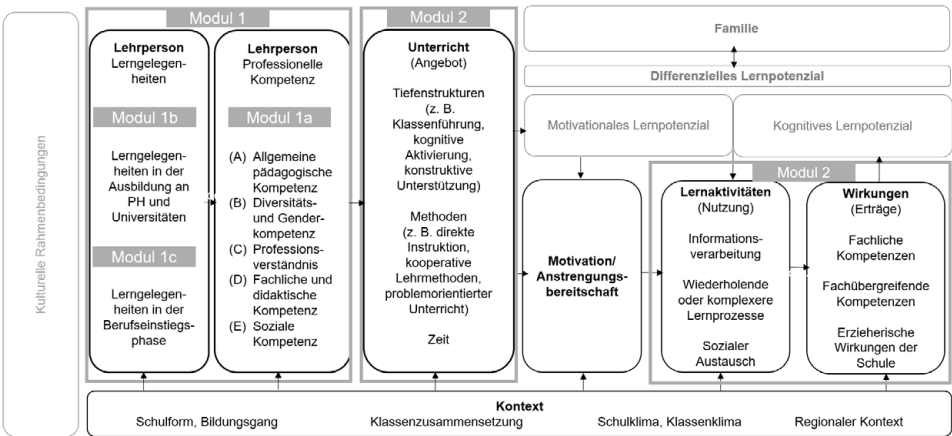 Kulturelle Rahmenbedingungen
Modul 1
Lehrperson
Lerngelegen-
heiten
Modul 1b
Lerngelegen-
heiten in der
Ausbildung an
PH und
Universitäten
Modul 1c
Lerngelegen-
heiten in der
Berufseinstiegs-
phase
Lehrperson
Professionelle
Kompetenz
Modul 1a
(A) Allgemeine
pädagogische
Kompetenz
(B) Diversitäts-
und Gender-
kompetenz
(C) Professions-
verständnis
(D) Fachliche und
didaktische
Kompetenz
(E) Soziale
Kompetenz
Modul 2
Unterricht
(Angebot)
Tiefenstrukturen
(z. B.
Klassenführung,
kognitive
Aktivierung,
konstruktive
Unterstützung)
Methoden
(z. B. direkte
Instruktion,
kooperative
Lehrmethoden,
problemorientierter
Unterricht)
Zeit
Familie
Differenzielles Lernpotenzial
Motivationales Lernpotenzial
Kognitives Lernpotenzial
Motivation/
Anstrengungs-
bereitschaft
Modul 2
Lernaktivitäten
(Nutzung)
Informations-
verarbeitung
Wiederholende
oder komplexere
Lernprozesse
Sozialer
Austausch
Wirkungen
(Erträge)
Fachliche
Kompetenzen
Fachübergreifende
Kompetenzen
Erzieherische
Wirkungen der
Schule
Kontext
Schulform, Bildungsgang
Klassenzusammensetzung
Schulklima, Klassenklima
Regionaler Kontext